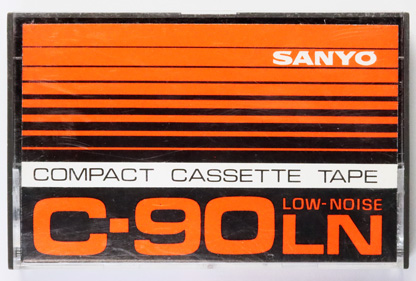 SANYO
COMPACT CASSETTE TAPE
LOW-NOISE
C-90LN